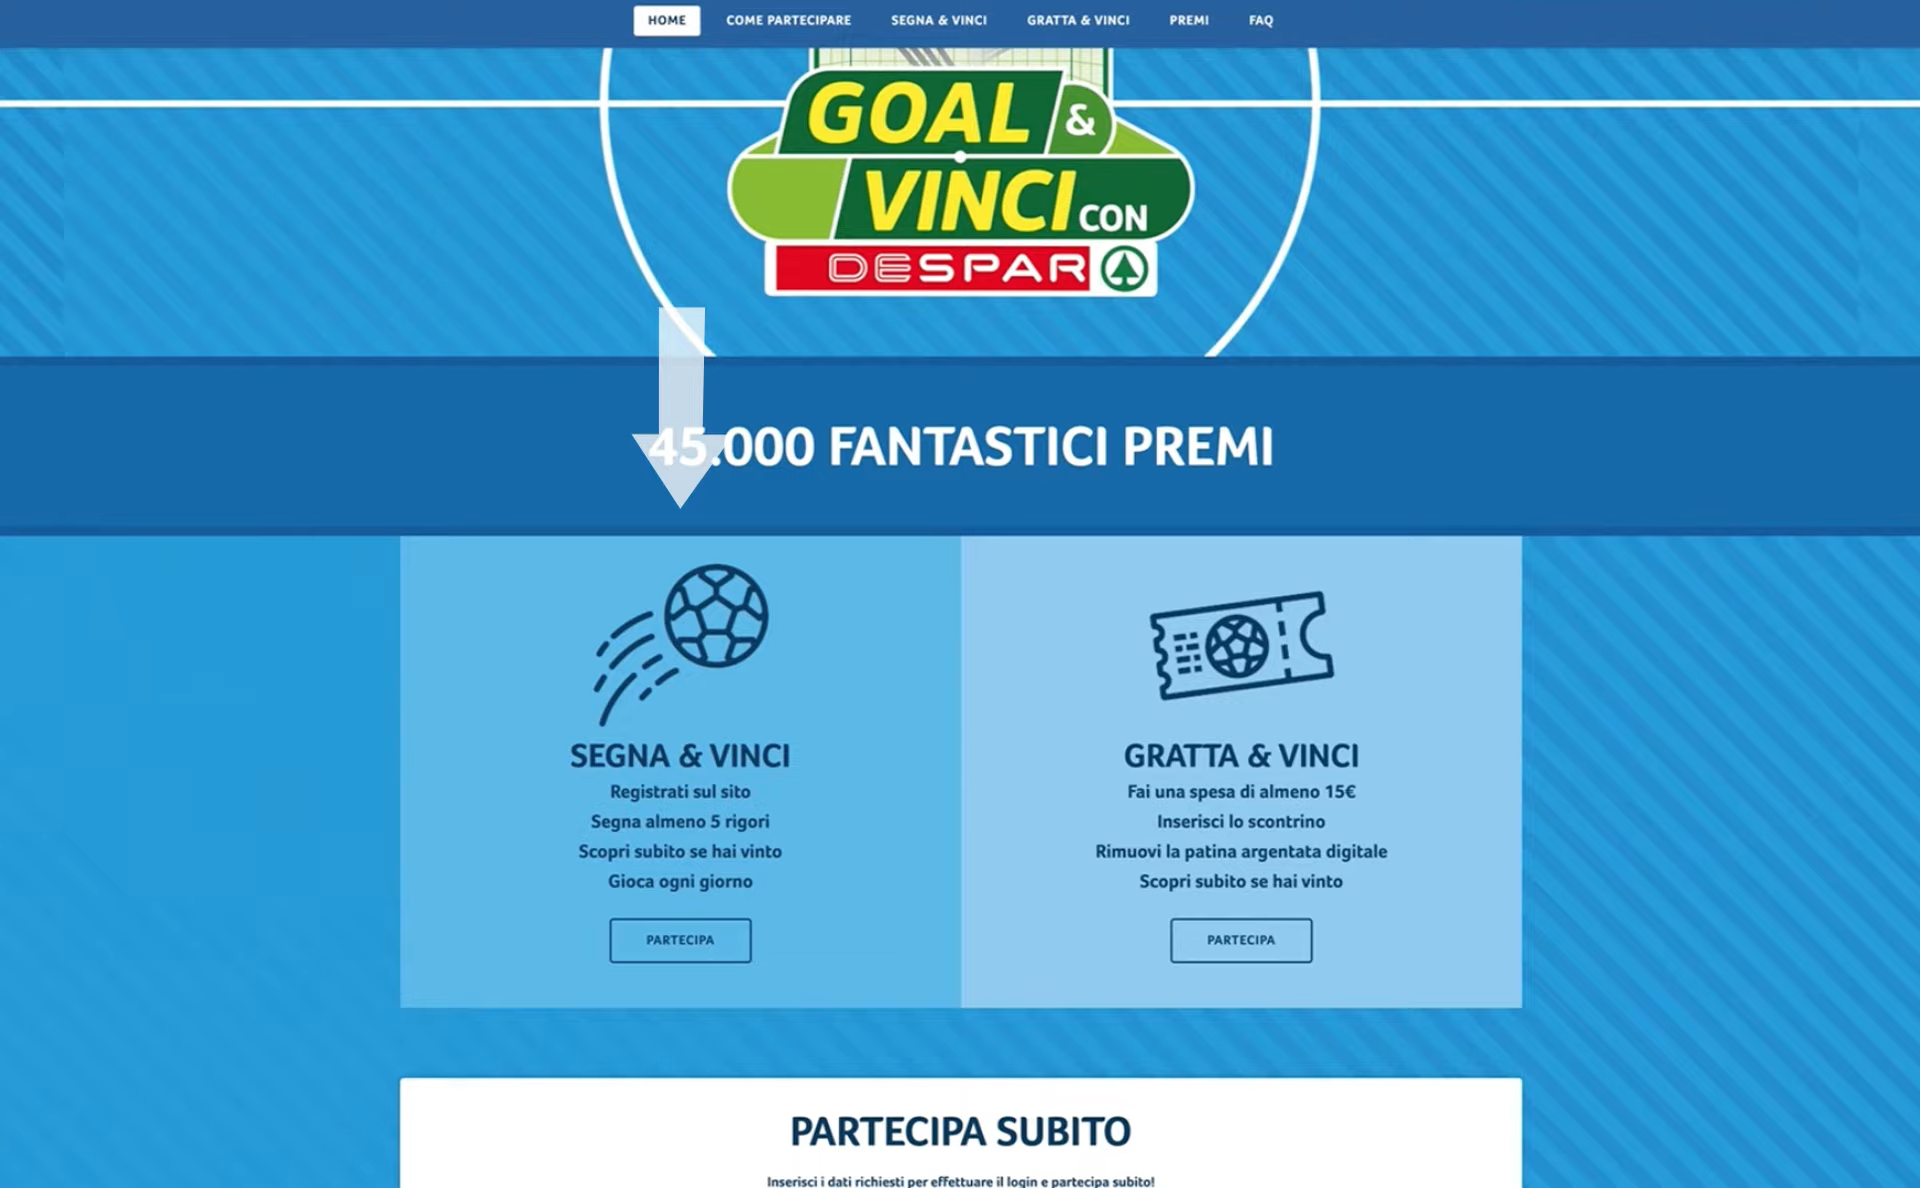 HOME COME PARTECIPARE SEGNA & VINCI GRATTA & VINCI PREMI FAQ
GOAL &
VINCI CON
DESPAR
45.000 FANTASTICI PREMI
SEGNA & VINCI
Registrati sul sito
Segna almeno 5 rigori
Scopri subito se hai vinto
Gioca ogni giorno
PARTECIPA
GRATTA & VINCI
Fai una spesa di almeno 15€
Inserisci lo scontrino
Rimuovi la patina argentata digitale
Scopri subito se hai vinto
PARTECIPA
PARTECIPA SUBITO
Inserisci i dati richiesti per effettuare il login e partecipa subito!